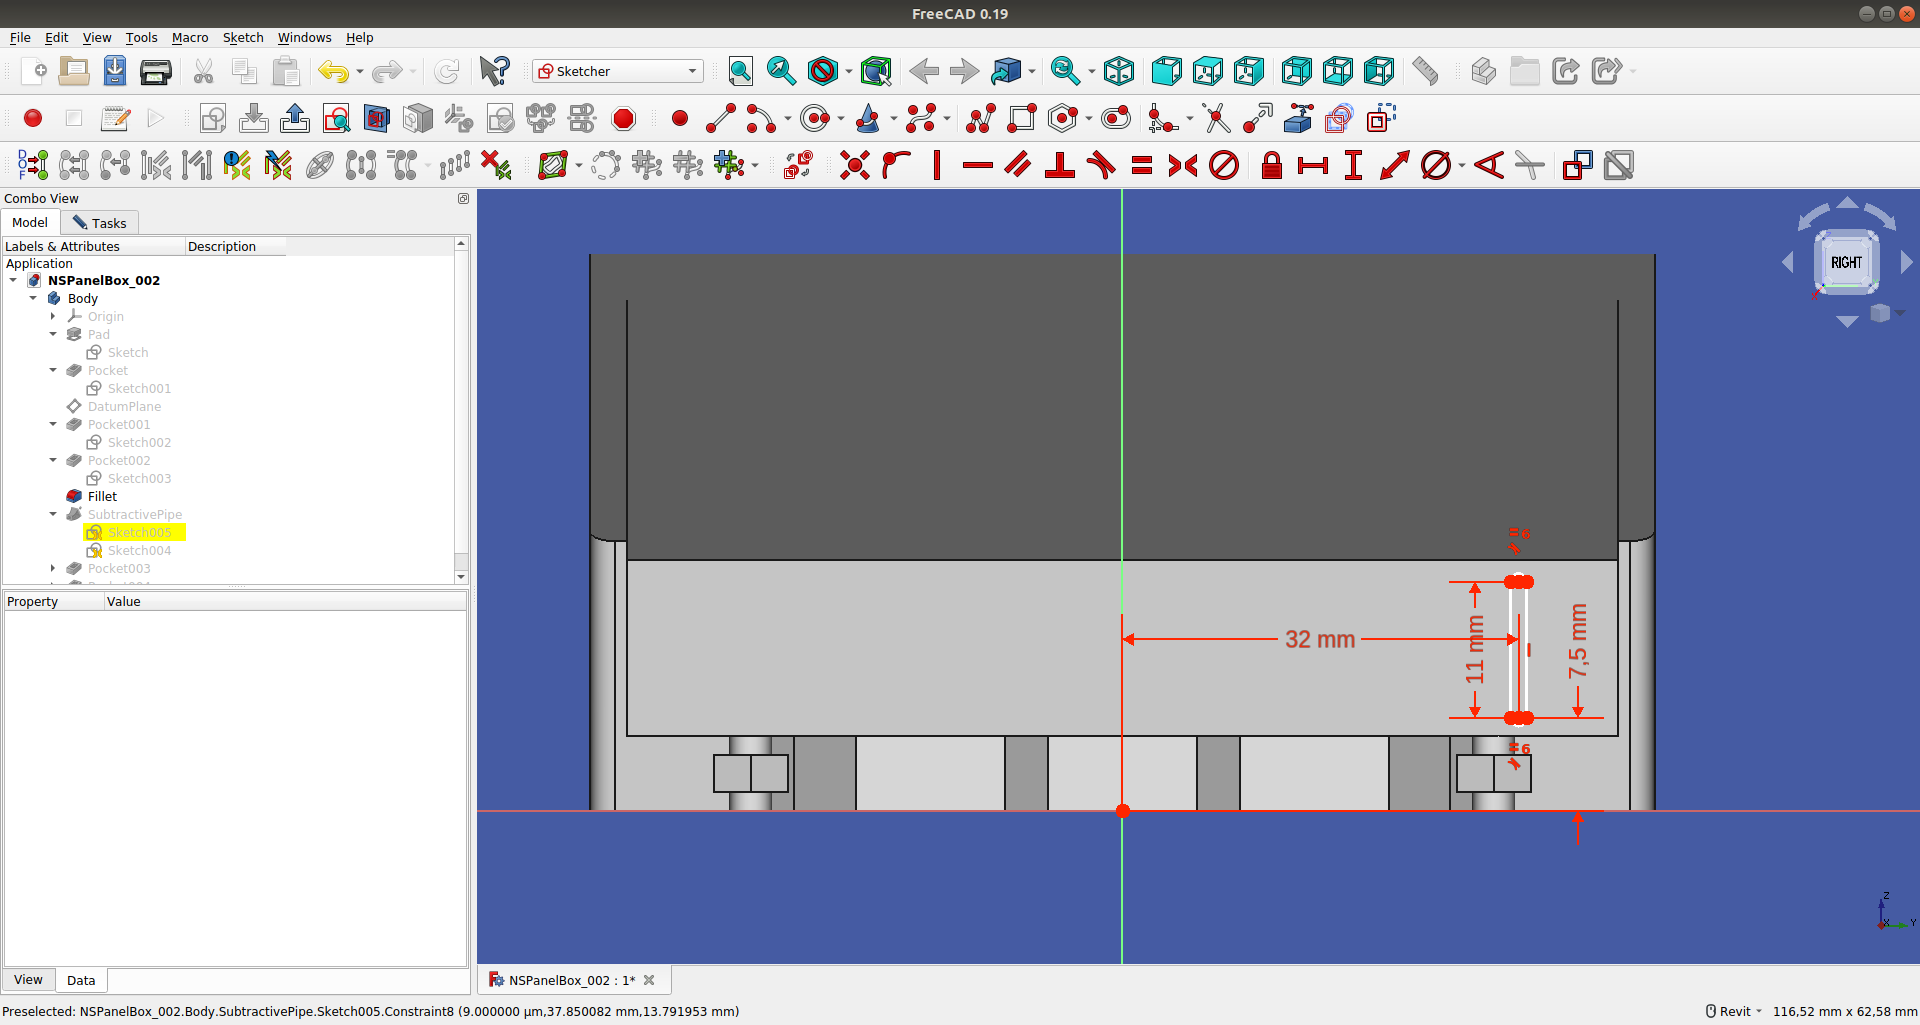 FreeCAD 0.19
File Edit View Tools Macro Sketch Windows Help
Sketcher
Combo View
Model Tasks
Labels & Attributes Description
Application
NSPanelBox_002
Body
Origin
Pad
Sketch
Pocket
Sketch001
DatumPlane
Pocket001
Sketch002
Pocket002
Sketch003
Fillet
SubtractivePipe
Sketch005
Sketch004
Pocket003
Property Value
View Data
RIGHT
X
6
32 mm
11 mm
7,5 mm
6
Z
X
Y
NSPanelBox_002 : 1*
Preselected: NSPanelBox_002.Body.SubtractivePipe.Sketch005.Constraint8 (9.000000 μm,37.850082 mm,13.791953 mm)
Revit 116,52 mm x 62,58 mm